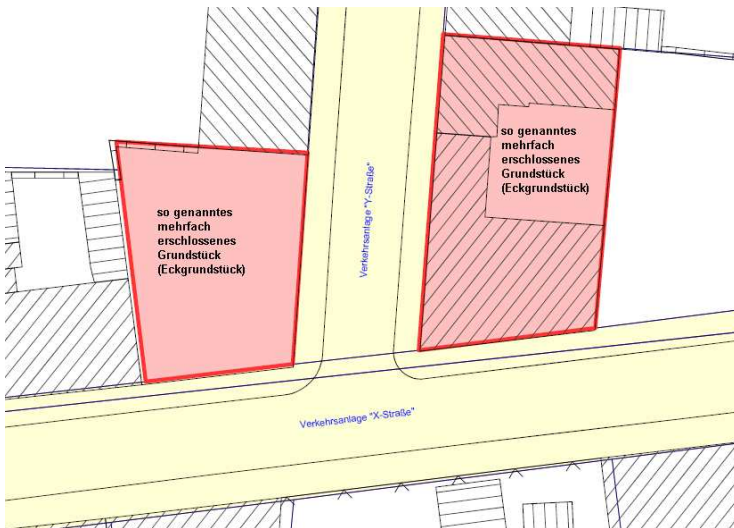 so genanntes
mehrfach
erschlossenes
Grundstück
(Eckgrundstück)
Verkehrsanlage "Y-Straße"
so genanntes
mehrfach
erschlossenes
Grundstück
(Eckgrundstück)
Verkehrsanlage "X-Straße"